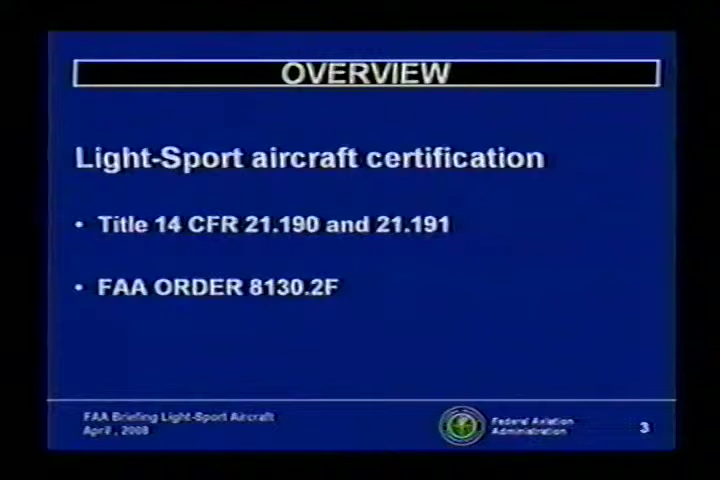 OVERVIEW
Light-Sport aircraft certification
• Title 14 CFR 21.190 and 21.191
• FAA ORDER 8130.2F
FAA Briefing Light-Sport Aircraft
April , 2008
Federal Aviation
Administration
3